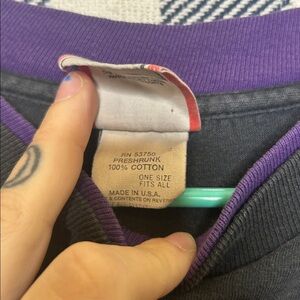 RN 53750
PRESHRUNK
100% COTTON
ONE SIZE
FITS ALL
MADE IN U.S.A.
CONTENTS ON REVERSE